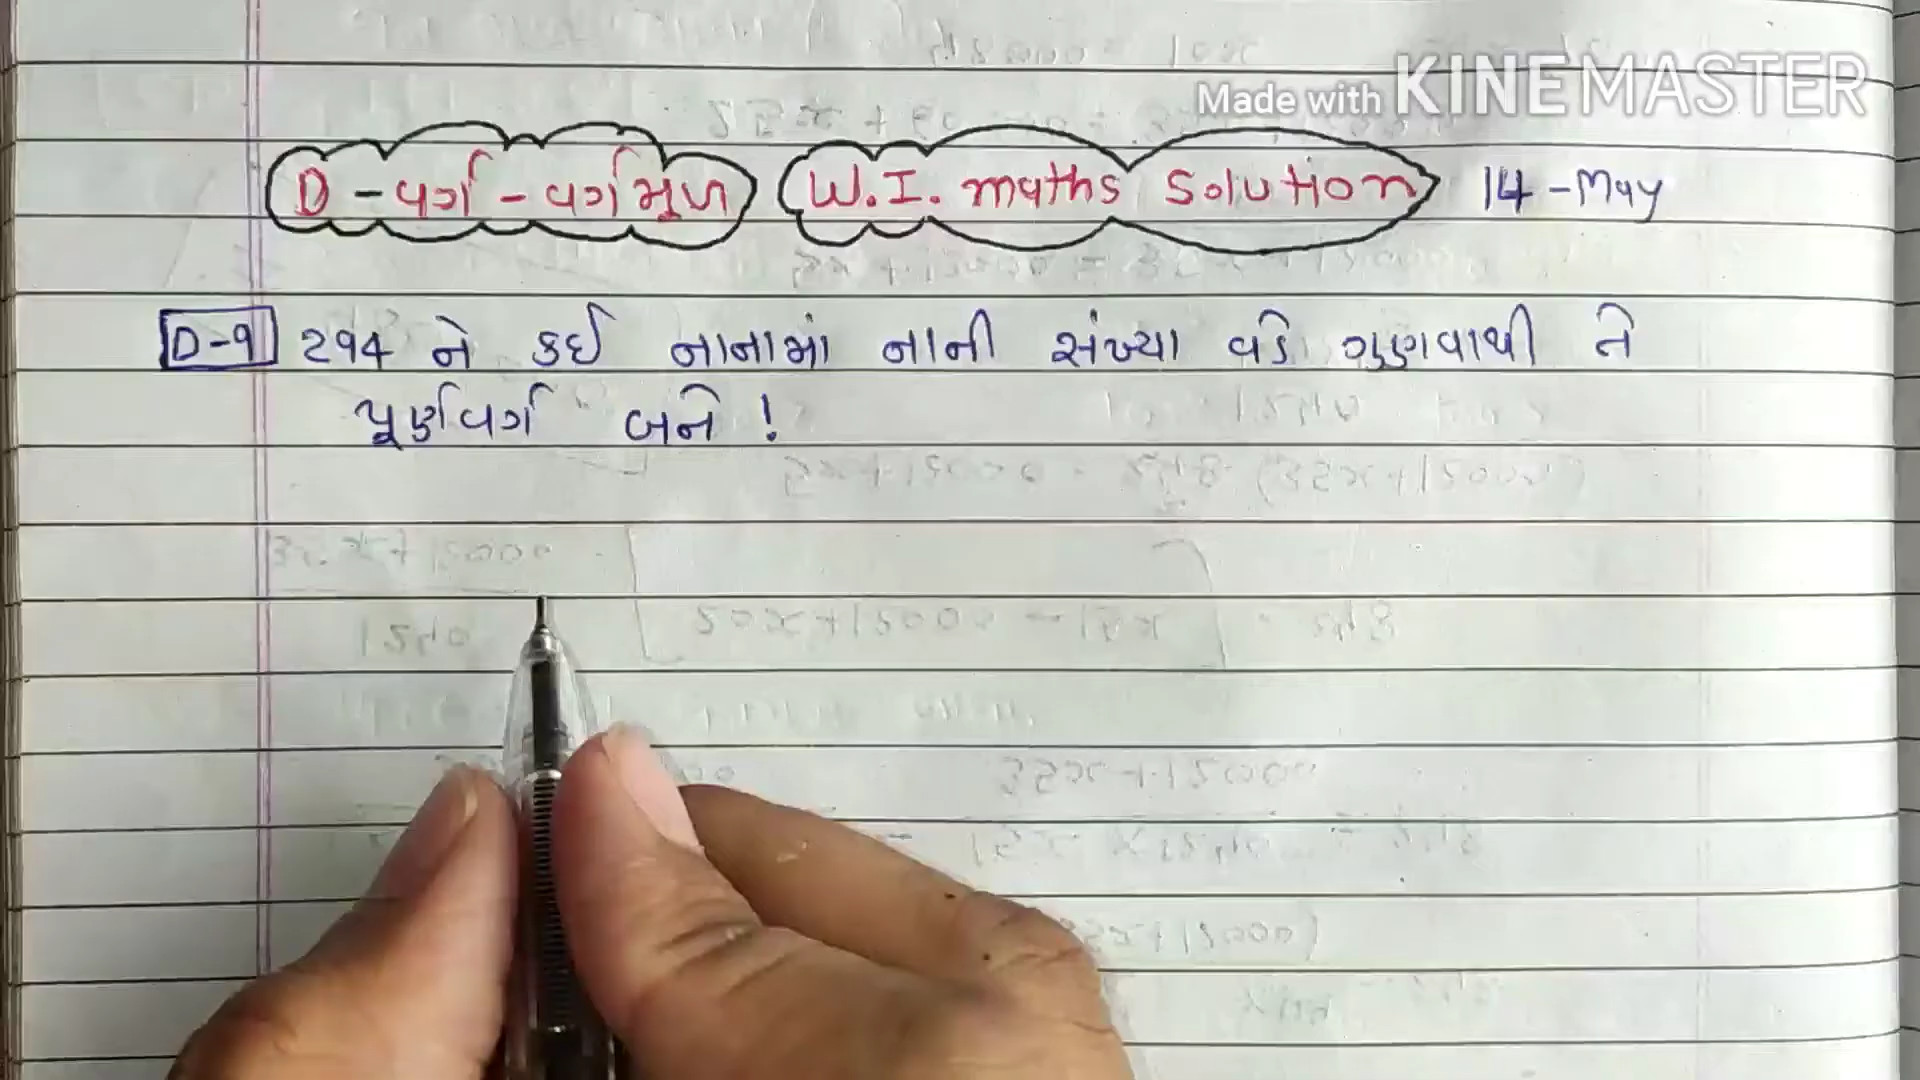 Made with KINEMASTER
D - વર્ગ - વર્ગમુળ W.I. maths Solution 14 - May
D-9 294 ને કઈ નાનામાં નાની સંખ્યા વડે ગુણવાથી તે
પૂર્ણવર્ગ બને !